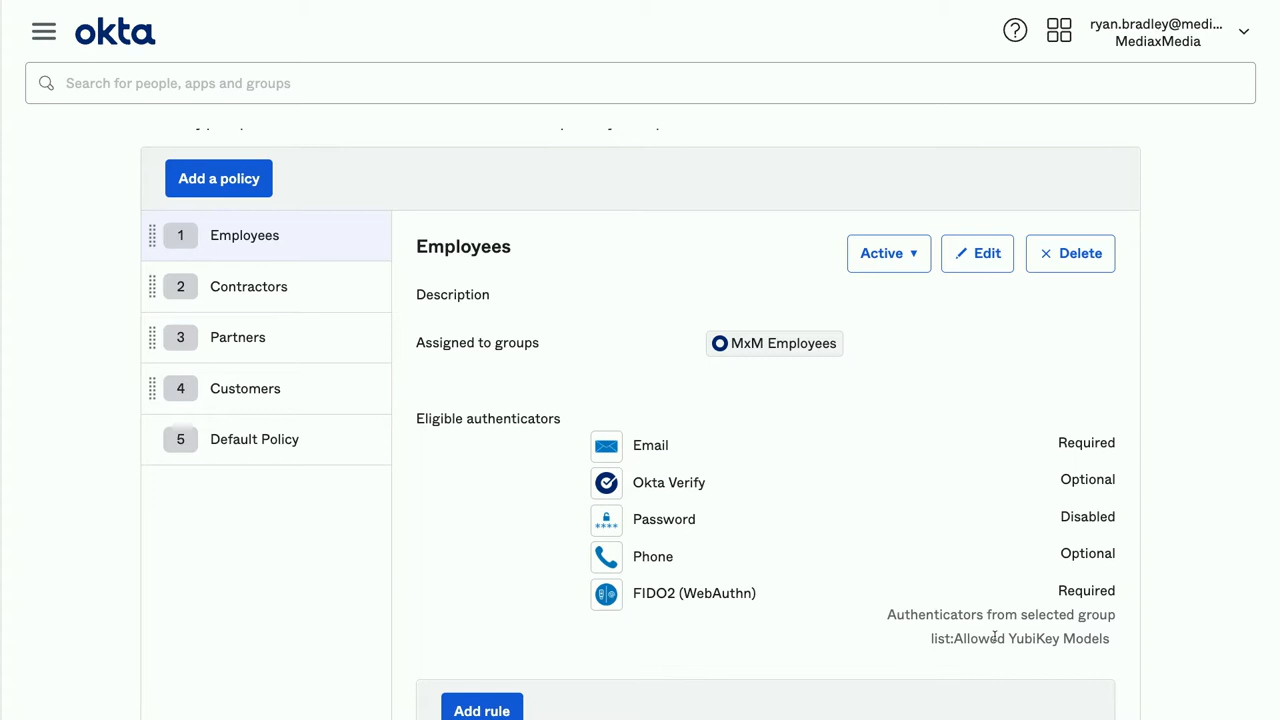 okta
ryan.bradley@medi...
MediaxMedia
Search for people, apps and groups
Add a policy
1 Employees
2 Contractors
3 Partners
4 Customers
5 Default Policy
Employees
Active ▾
Edit
× Delete
Description
Assigned to groups
MxM Employees
Eligible authenticators
Email Required
Okta Verify Optional
Password Disabled
Phone Optional
FIDO2 (WebAuthn) Required
Authenticators from selected group
list:Allowed YubiKey Models
Add rule